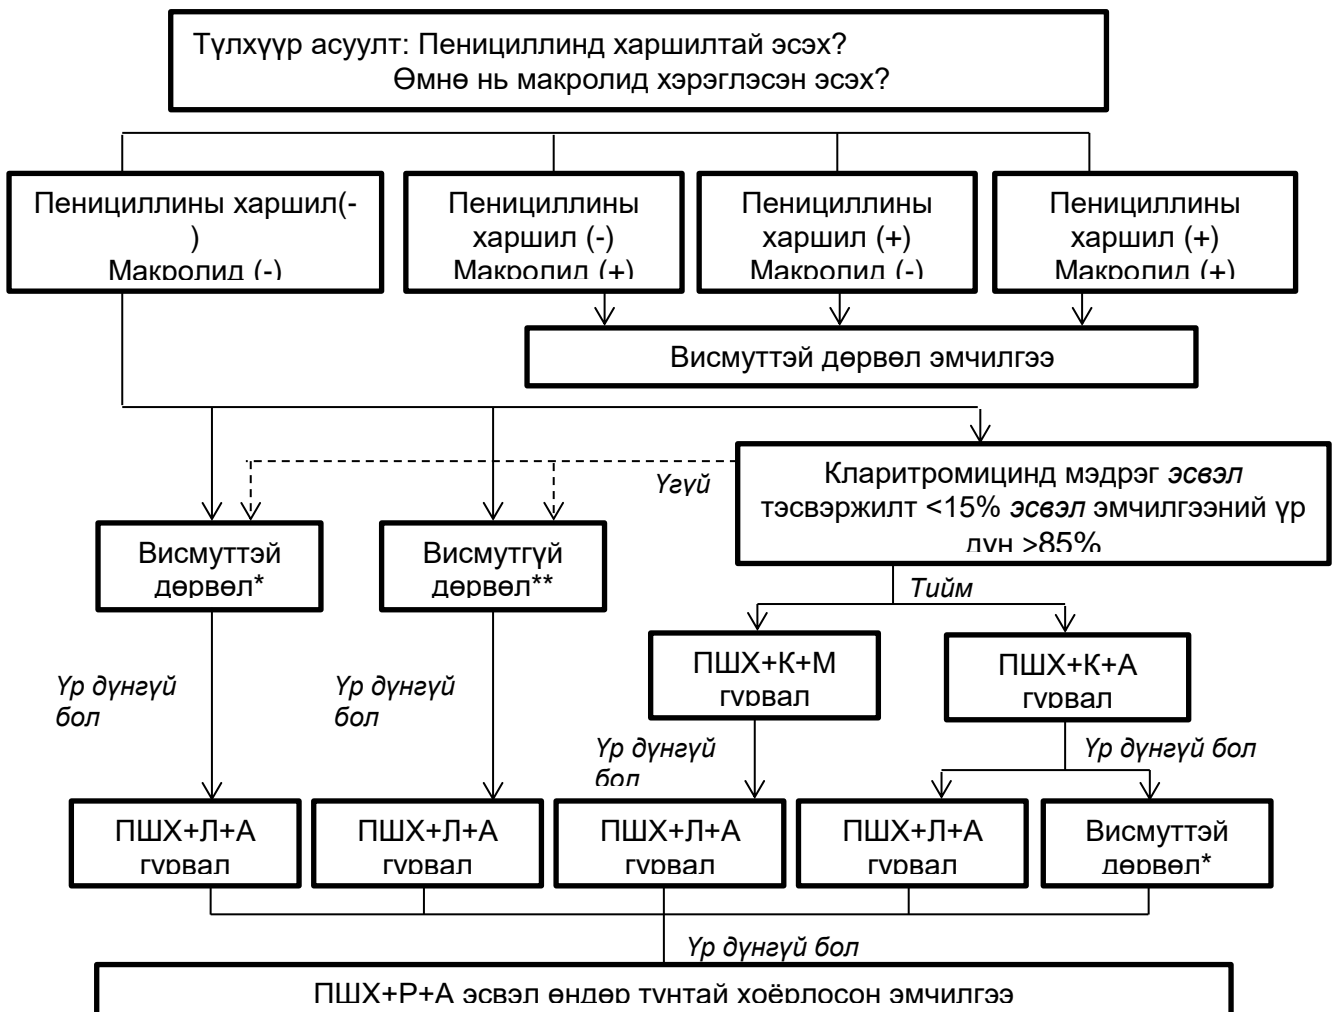 Түлхүүр асуулт: Пенициллинд харшилтай эсэх?
Өмнө нь макролид хэрэглэсэн эсэх?
Пенициллины харшил(-
)
Макролид (-)
Пенициллины
харшил (-)
Макролид (+)
Пенициллины
харшил (+)
Макролид (-)
Пенициллины
харшил (+)
Макролид (+)
Висмуттэй дөрвөл эмчилгээ
Кларитромицинд мэдрэг эсвэл
тэсвэржилт <15% эсвэл эмчилгээний үр
дүн >85%
Үгүй
Висмуттэй
дөрвөл*
Висмутгүй
дөрвөл**
Тийм
ПШХ+К+М
гурвал
ПШХ+К+А
гурвал
Үр дүнгүй
бол
Үр дүнгүй
бол
Үр дүнгүй
бол
Үр дүнгүй бол
ПШХ+Л+А
гурвал
ПШХ+Л+А
гурвал
ПШХ+Л+А
гурвал
ПШХ+Л+А
гурвал
Висмуттэй
дөрвөл*
Үр дүнгүй бол
ПШХ+Р+А эсвэл өндөр тунтай хоёрлосон эмчилгээ